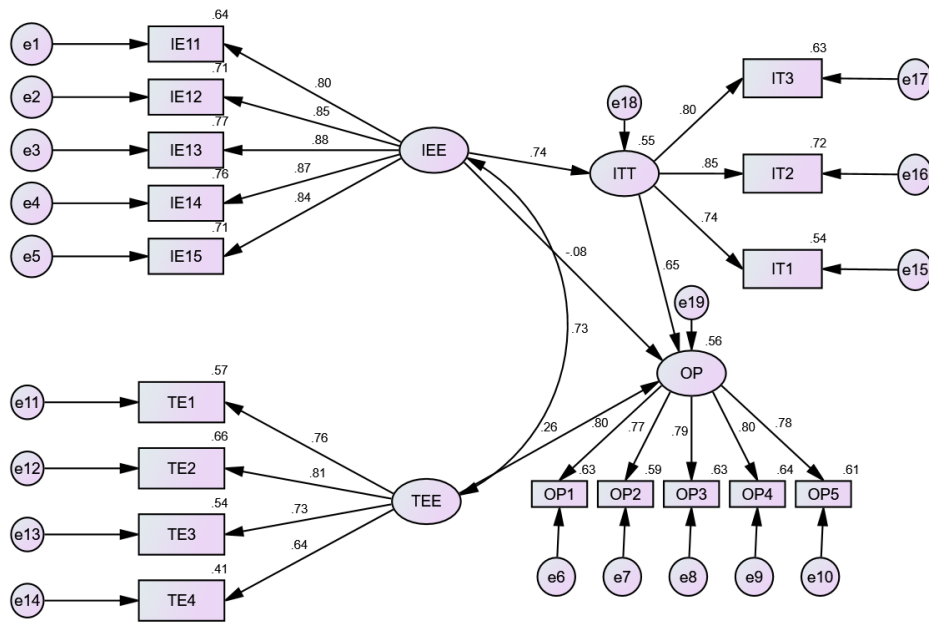 .64
e1 IE11
.71
e2 IE12
.77
e3 IE13
.76
e4 IE14
.71
e5 IE15
.80
.85
.88
.87
.84
IEE
.74
e18
.55
ITT
.80
.85
.74
.63
IT3 e17
.72
IT2 e16
.54
IT1 e15
-.08
.65
.73
e19
.56
OP
.57
e11 TE1
.66
e12 TE2
.54
e13 TE3
.41
e14 TE4
.76
.81
.73
.64
TEE
.26
.80 .77 .79 .80 .78
.63 .59 .63 .64 .61
OP1 OP2 OP3 OP4 OP5
e6 e7 e8 e9 e10